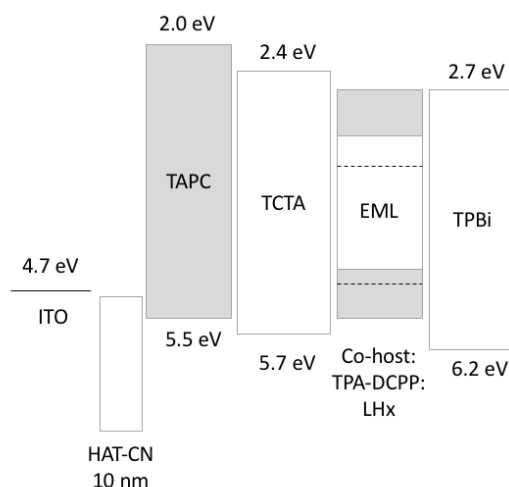 2.0 eV
2.4 eV
2.7 eV
TAPC
TCTA
EML
TPBi
4.7 eV
ITO
5.5 eV
5.7 eV
Co-host:
TPA-DCPP:
LHx
6.2 eV
HAT-CN
10 nm